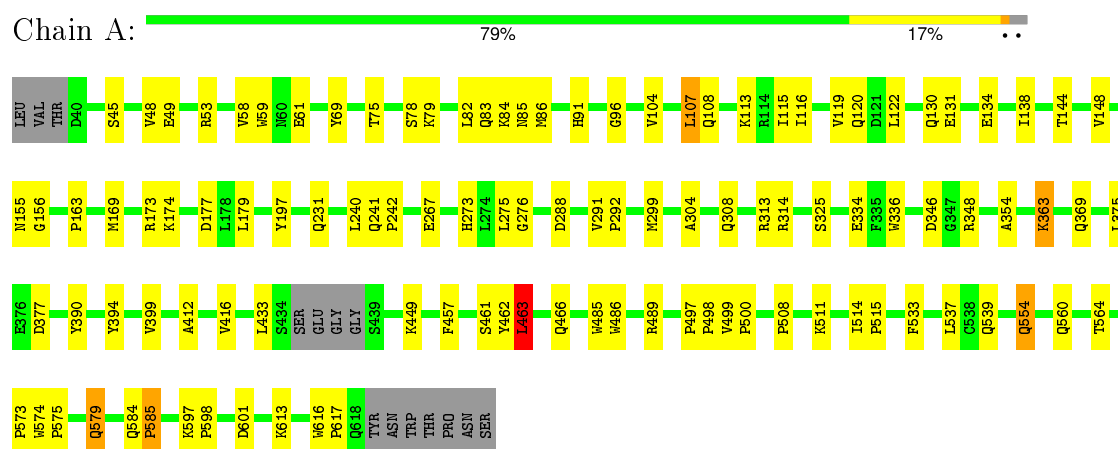 Chain A:
79% 17% • •
LEU VAL THR D40 S45 V48 E49 R53 V58 W59 N60 E61 Y69 T75 S78 K79 L82 Q83 K84 N85 M86 H91 G96 V104 L107 Q108 K113 R114 I115 I116 V119 Q120 D121 L122 Q130 E131 E134 I138 T144 V148
N155 G156 P163 M169 R173 K174 D177 L178 L179 Y197 Q231 L240 Q241 P242 E267 H273 L274 L275 G276 D288 V291 P292 M299 A304 Q308 R313 R314 S325 E334 F335 W336 D346 G347 R348 A354 K363 Q369 L375
E376 D377 Y390 Y394 V399 A412 V416 L433 S434 SER GLU GLY GLY S439 K449 F457 S461 Y462 L463 Q466 W485 W486 R489 P497 P498 V499 P500 P508 K511 I514 P515 F533 L537 C538 Q539 Q554 Q560 T564
P573 W574 P575 Q579 Q584 P585 K597 P598 D601 K613 W616 P617 Q618 TYR ASN TRP THR PRO ASN SER